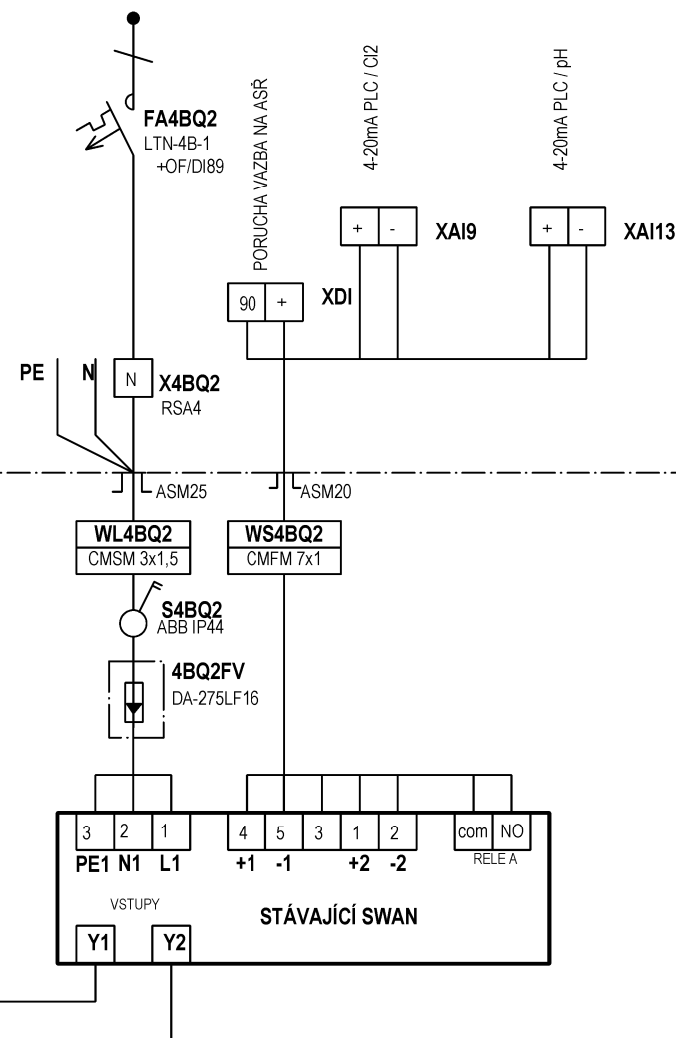 FA4BQ2
LTN-4B-1
+OF/DI89
PORUCHA VAZBA NA ASŘ
4-20mA PLC / Cl2
4-20mA PLC / pH
+ -
XAI9
+ -
XAI13
90 +
XDI
PE
N
N
X4BQ2
RSA4
ASM25
ASM20
WL4BQ2
CMSM 3x1,5
WS4BQ2
CMFM 7x1
S4BQ2
ABB IP44
4BQ2FV
DA-275LF16
3 2 1
4 5 3 1 2
com NO
PE1 N1 L1
+1 -1 +2 -2
RELE A
VSTUPY
STÁVAJÍCÍ SWAN
Y1 Y2